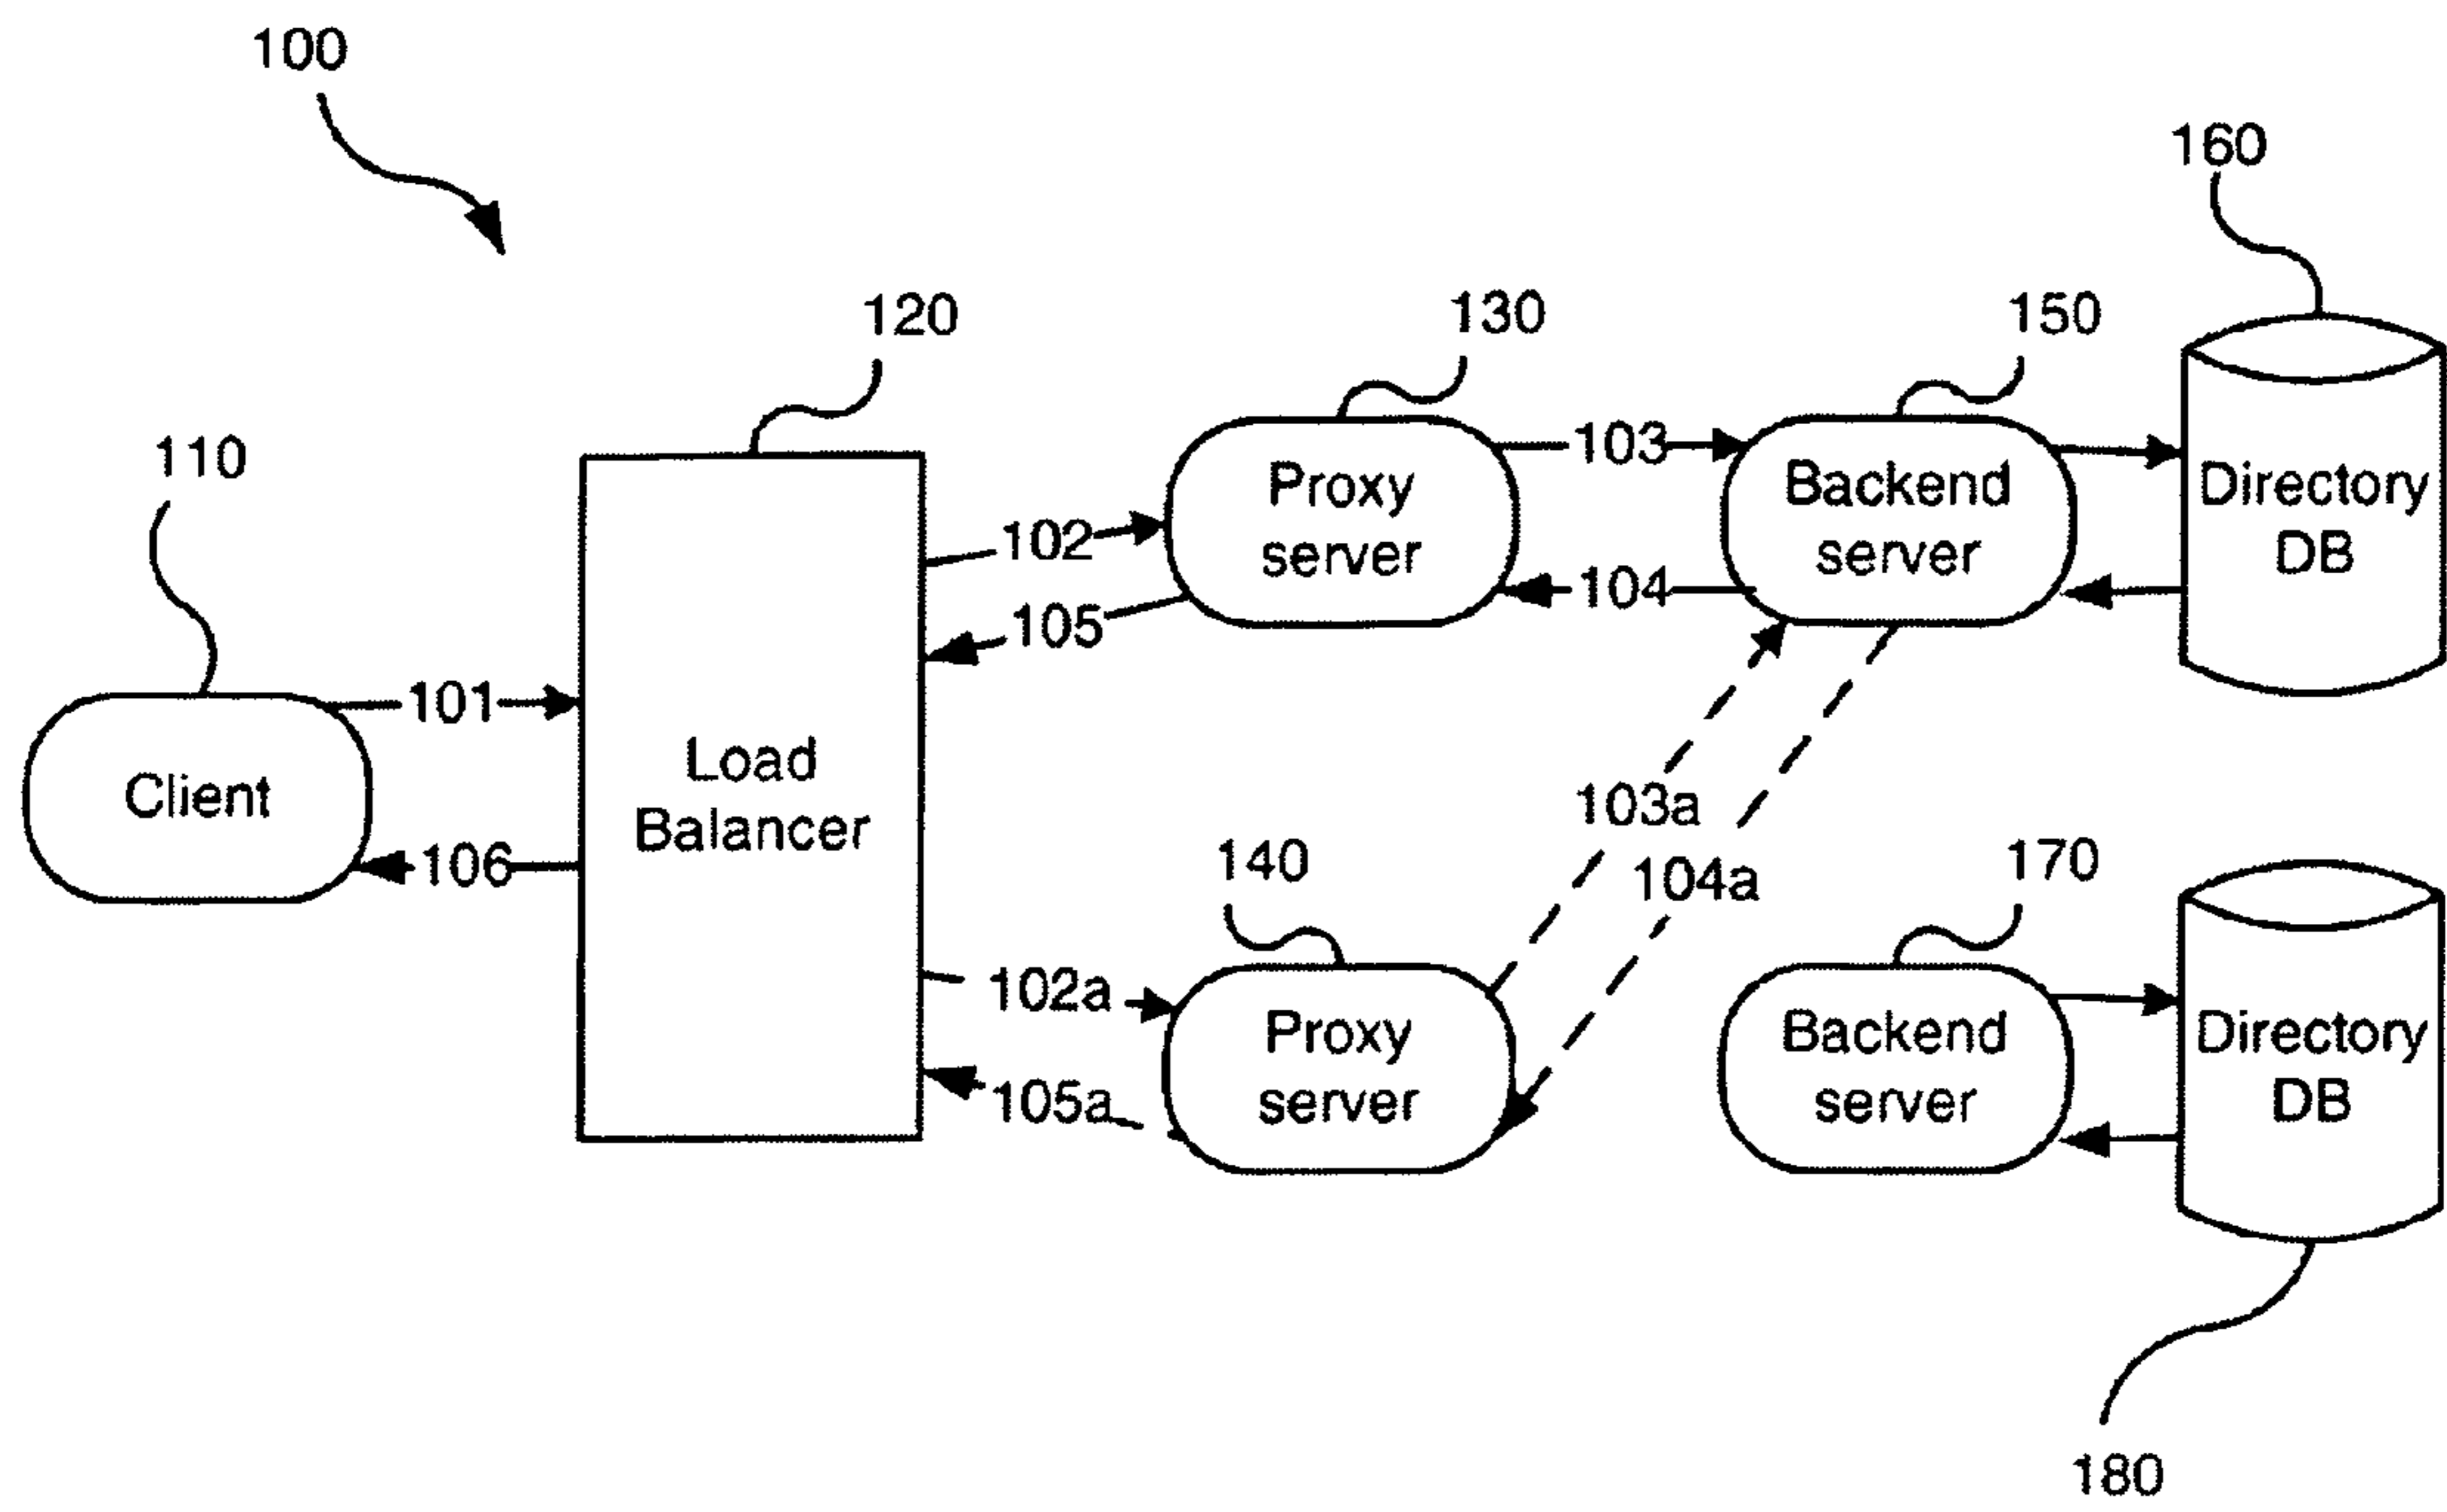 100
160
120
130
150
110
103
Proxy
server
Backend
server
Directory
DB
102
104
105
101
Load
Balancer
Client
103a
106
104a
140
170
102a
Proxy
server
Backend
server
Directory
DB
105a
180